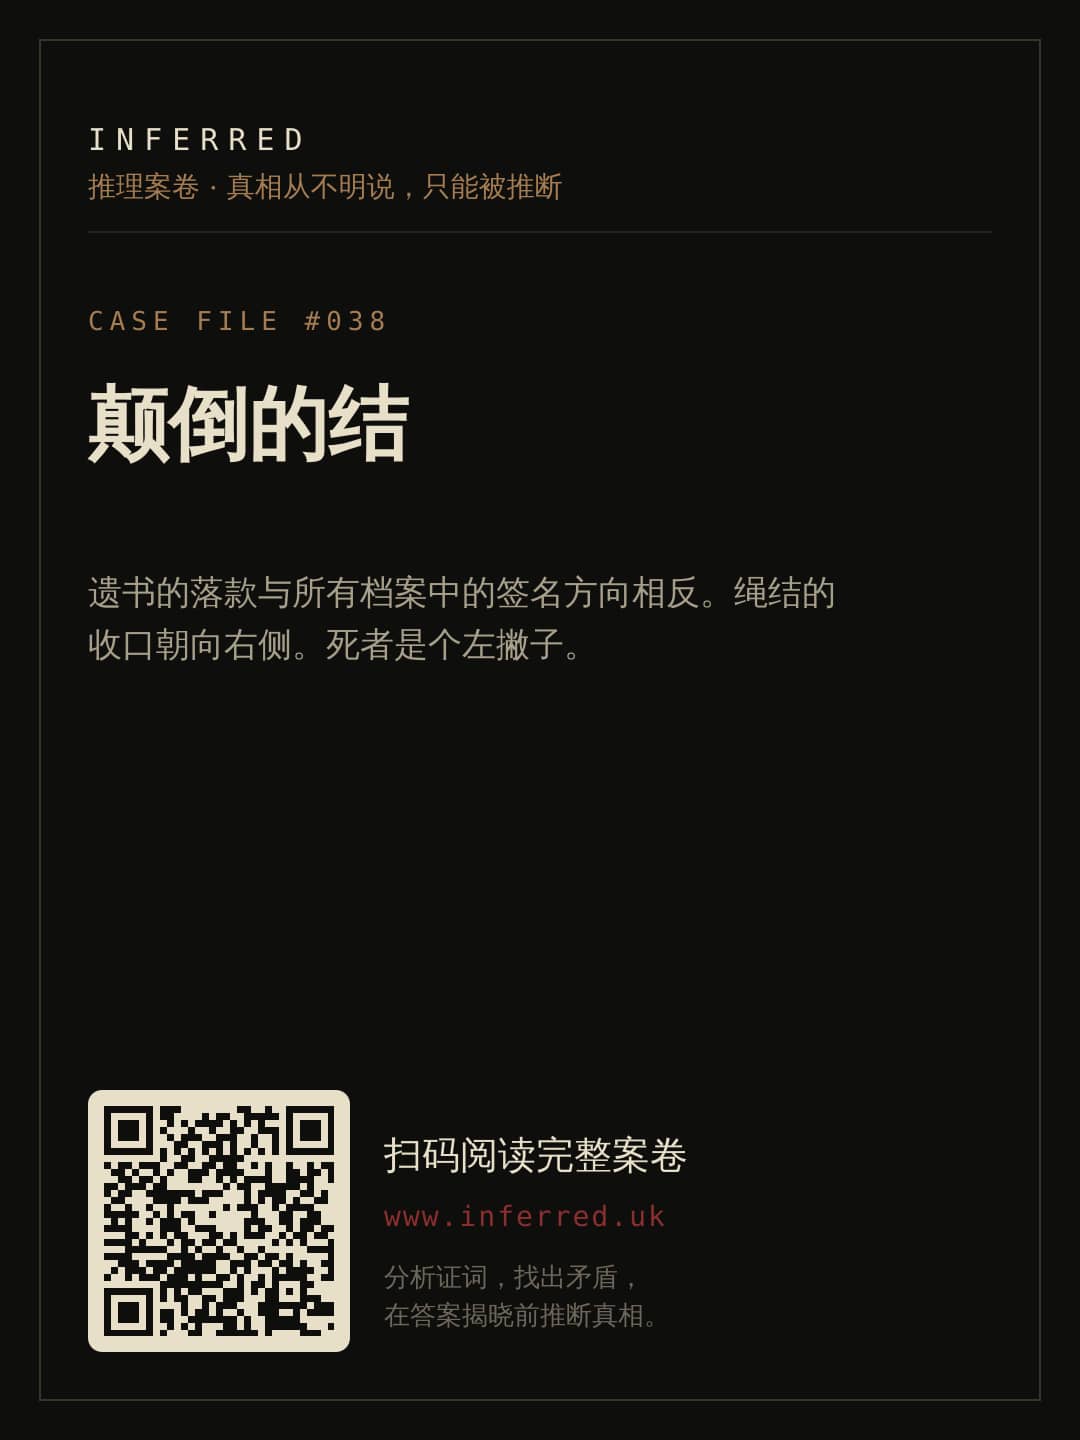 INFERRED
推理案卷 · 真相从不明说，只能被推断
CASE FILE #038
颠倒的结
遗书的落款与所有档案中的签名方向相反。绳结的
收口朝向右侧。死者是个左撇子。
扫码阅读完整案卷
www.inferred.uk
分析证词，找出矛盾，
在答案揭晓前推断真相。